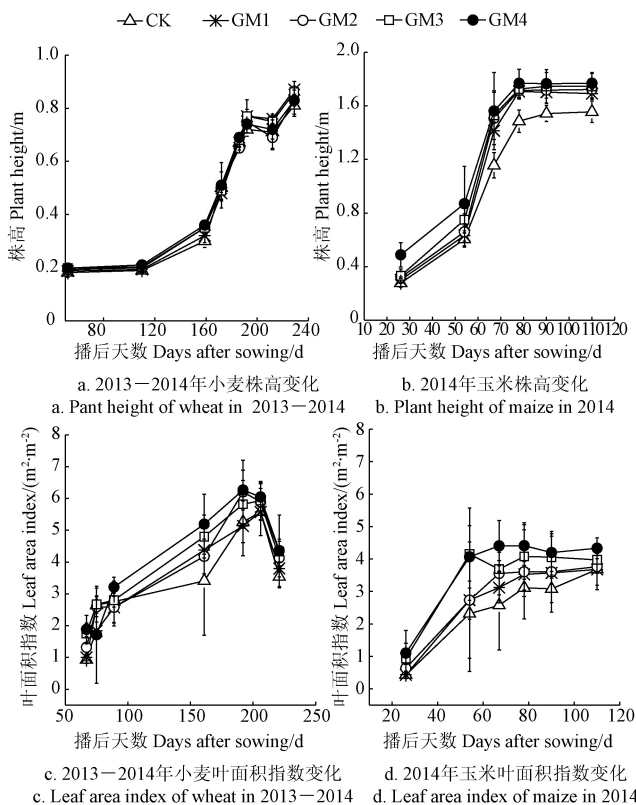 CK GM1 GM2 GM3 GM4
株高 Plant height/m
1.0
0.8
0.6
0.4
0.2
0
80 120 160 200 240
播后天数 Days after sowing/d
a. 2013－2014年小麦株高变化
a. Pant height of wheat in 2013－2014
株高 Plant height/m
2.0
1.6
1.2
0.8
0.4
0
10 20 30 40 50 60 70 80 90 100 110 120
播后天数 Days after sowing/d
b. 2014年玉米株高变化
b. Plant height of maize in 2014
叶面积指数 Leaf area index/(m²·m⁻²)
8
7
6
5
4
3
2
1
0
50 100 150 200 250
播后天数 Days after sowing/d
c. 2013－2014年小麦叶面积指数变化
c. Leaf area index of wheat in 2013－2014
叶面积指数 Leaf area index/(m²·m⁻²)
8
7
6
5
4
3
2
1
0
20 40 60 80 100 120
播后天数 Days after sowing/d
d. 2014年玉米叶面积指数变化
d. Leaf area index of maize in 2014